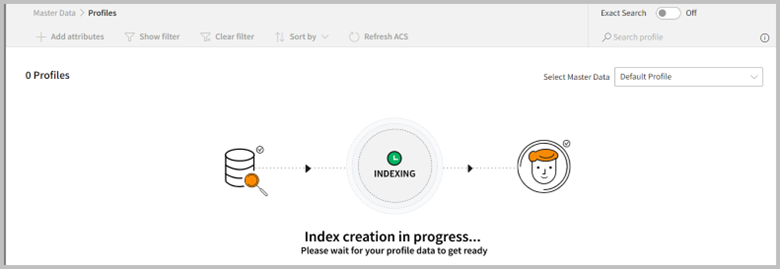 Master Data > Profiles
Exact Search Off
Add attributes Show filter Clear filter Sort by Refresh ACS
Search profile
0 Profiles
Select Master Data Default Profile
INDEXING
Index creation in progress...
Please wait for your profile data to get ready